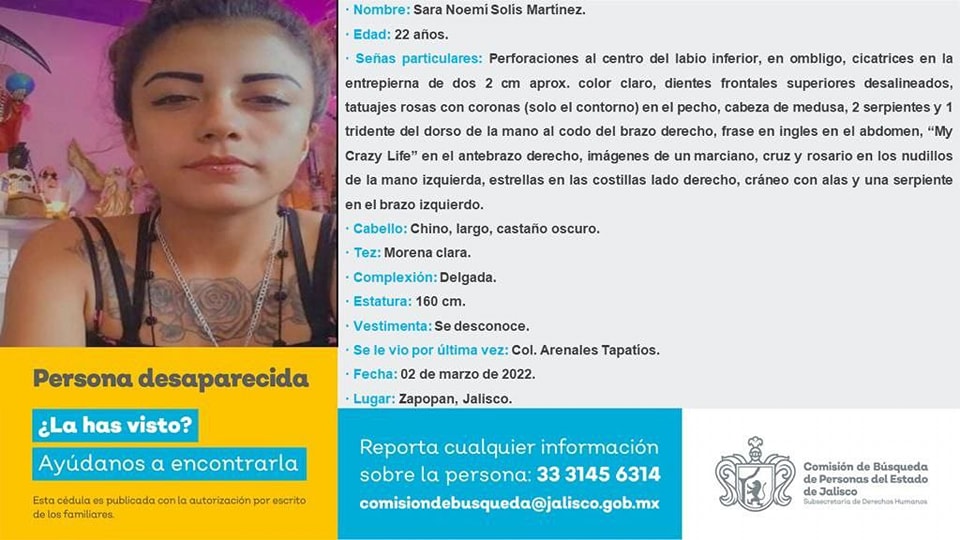 · Nombre: Sara Noemí Solís Martínez.
· Edad: 22 años.
· Señas particulares: Perforaciones al centro del labio inferior, en ombligo, cicatrices en la
entrepierna de dos 2 cm aprox. color claro, dientes frontales superiores desalineados,
tatuajes rosas con coronas (solo el contorno) en el pecho, cabeza de medusa, 2 serpientes y 1
tridente del dorso de la mano al codo del brazo derecho, frase en ingles en el abdomen, “My
Crazy Life” en el antebrazo derecho, imágenes de un marciano, cruz y rosario en los nudillos
de la mano izquierda, estrellas en las costillas lado derecho, cráneo con alas y una serpiente
en el brazo izquierdo.
· Cabello: Chino, largo, castaño oscuro.
· Tez: Morena clara.
· Complexión: Delgada.
· Estatura: 160 cm.
· Vestimenta: Se desconoce.
· Se le vio por última vez: Col. Arenales Tapatíos.
· Fecha: 02 de marzo de 2022.
· Lugar: Zapopan, Jalisco.
Persona desaparecida
¿La has visto?
Ayúdanos a encontrarla
Esta cédula es publicada con la autorización por escrito
de los familiares.
Reporta cualquier información
sobre la persona: 33 3145 6314
comisiondebusqueda@jalisco.gob.mx
Comisión de Búsqueda
de Personas del Estado
de Jalisco
Subsecretaría de Derechos Humanos